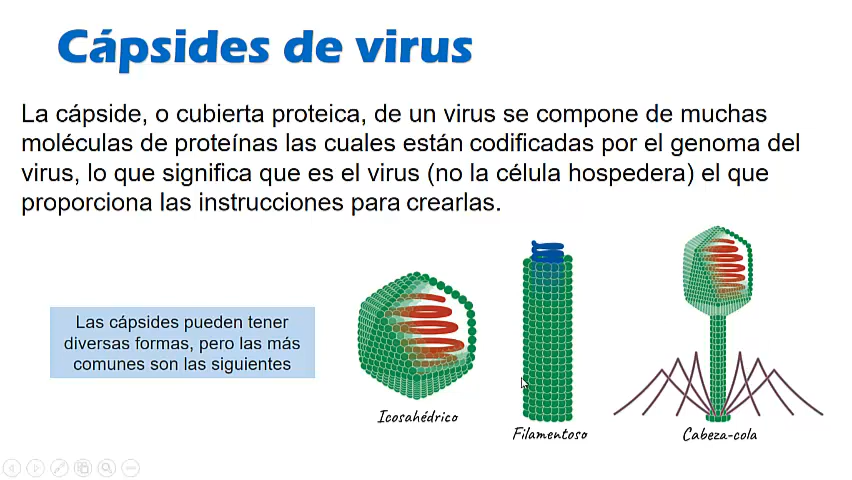 Cápsides de virus
La cápside, o cubierta proteica, de un virus se compone de muchas
moléculas de proteínas las cuales están codificadas por el genoma del
virus, lo que significa que es el virus (no la célula hospedera) el que
proporciona las instrucciones para crearlas.
Las cápsides pueden tener
diversas formas, pero las más
comunes son las siguientes
Icosahédrico
Filamentoso
Cabeza-cola